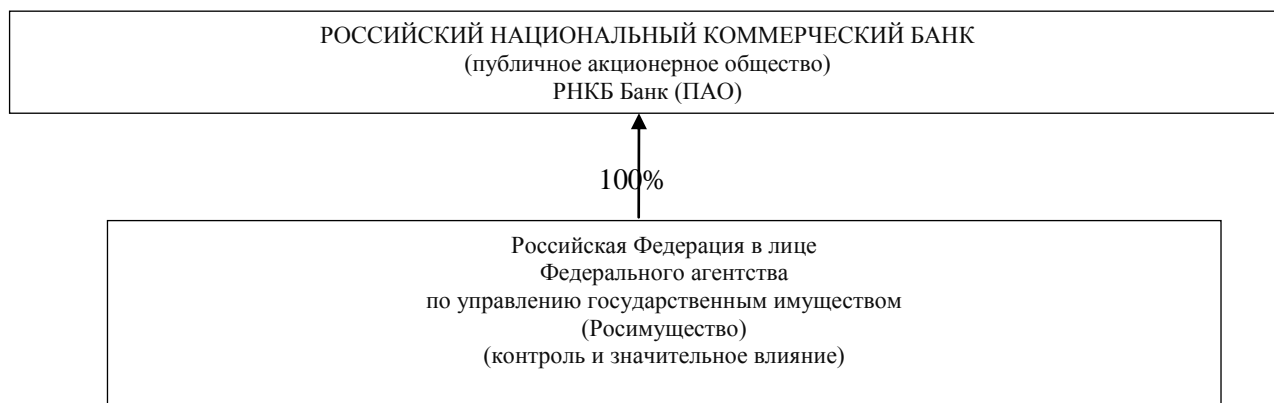 РОССИЙСКИЙ НАЦИОНАЛЬНЫЙ КОММЕРЧЕСКИЙ БАНК
(публичное акционерное общество)
РНКБ Банк (ПАО)
100%
Российская Федерация в лице
Федерального агентства
по управлению государственным имуществом
(Росимущество)
(контроль и значительное влияние)